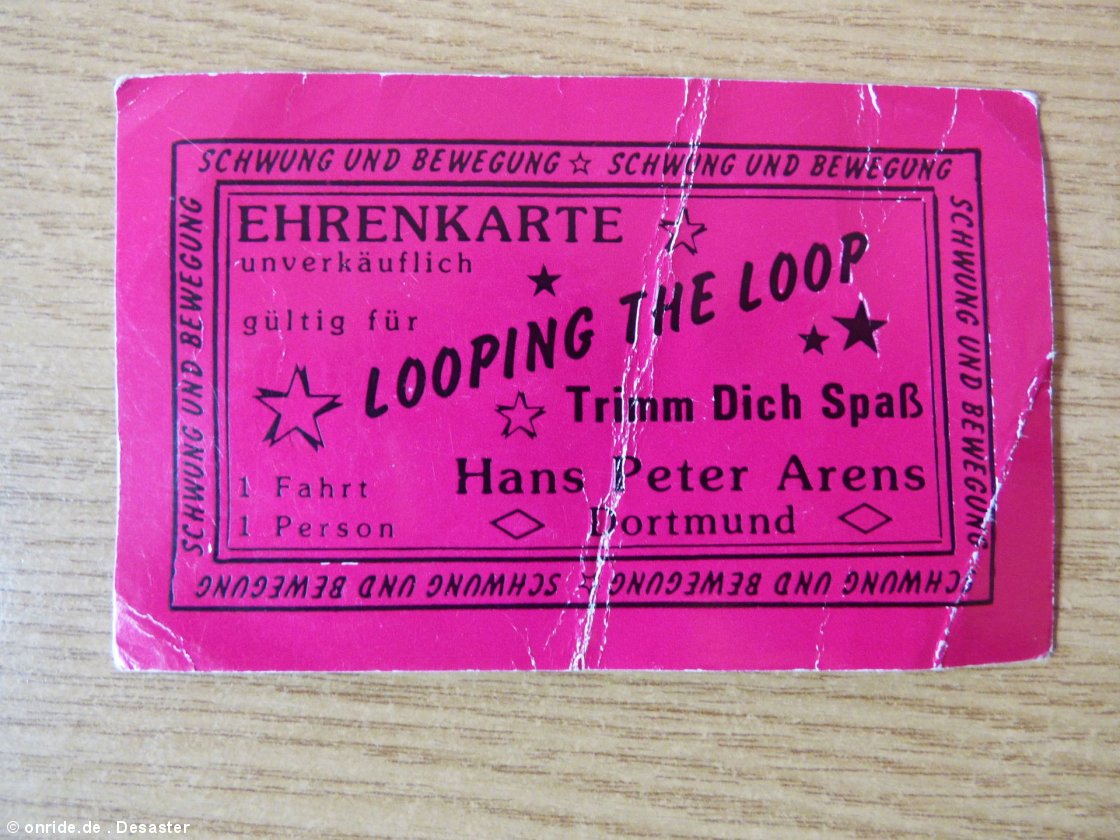 SCHWUNG UND BEWEGUNG ☆ SCHWUNG UND BEWEGUNG
SCHWUNG UND BEWEGUNG
EHRENKARTE
unverkäuflich
gültig für
LOOPING THE LOOP
Trimm Dich Spaß
Hans Peter Arens
1 Fahrt
1 Person
Dortmund
SCHWUNG UND BEWEGUNG
SCHWUNG UND BEWEGUNG ☆ SCHWUNG UND BEWEGUNG
© onride.de . Desaster